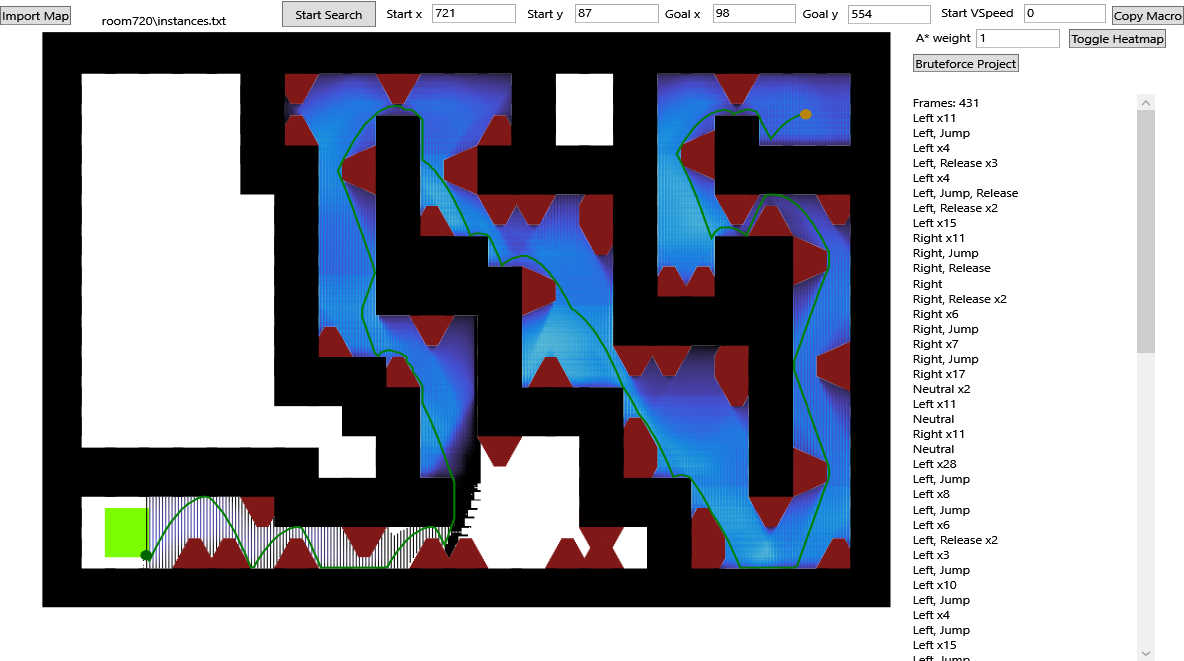 Import Map
room720\instances.txt
Start Search
Start x
721
Start y
87
Goal x
98
Goal y
554
Start VSpeed
0
Copy Macro
A* weight
1
Toggle Heatmap
Bruteforce Project
Frames: 431
Left x11
Left, Jump
Left x4
Left, Release x3
Left x4
Left, Jump, Release
Left, Release x2
Left x15
Right x11
Right, Jump
Right, Release
Right
Right, Release x2
Right x6
Right, Jump
Right x7
Right, Jump
Right x17
Neutral x2
Left x11
Neutral
Right x11
Neutral
Left x28
Left, Jump
Left x8
Left, Jump
Left x6
Left, Release x2
Left x3
Left, Jump
Left x10
Left, Jump
Left x4
Left, Jump
Left x15
Left, Jump